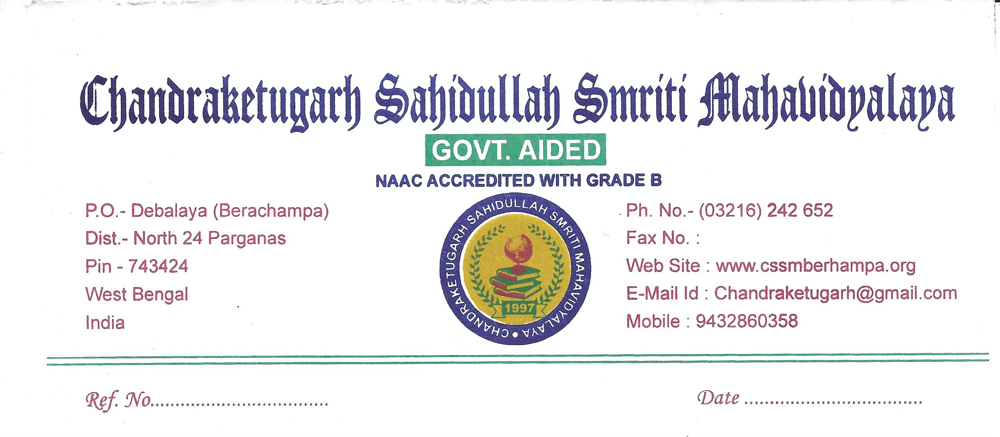 Chandraketugarh Sahidullah Smriti Mahavidyalaya
GOVT. AIDED
NAAC ACCREDITED WITH GRADE B
P.O.- Debalaya (Berachampa)
Dist.- North 24 Parganas
Pin - 743424
West Bengal
India
CHANDRAKETUGARH SAHIDULLAH SMRITI MAHAVIDYALAYA •
1997
Ph. No.- (03216) 242 652
Fax No. :
Web Site : www.cssmberhampa.org
E-Mail Id : Chandraketugarh@gmail.com
Mobile : 9432860358
Ref. No...................................
Date ...................................